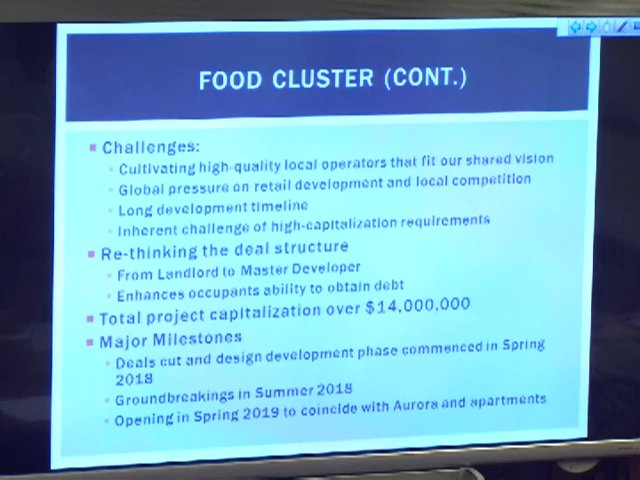 FOOD CLUSTER (CONT.)
Challenges:
Cultivating high-quality local operators that fit our shared vision
Global pressure on retail development and local competition
Long development timeline
Inherent challenge of high-capitalization requirements
Re-thinking the deal structure
From Landlord to Master Developer
Enhances occupants ability to obtain debt
Total project capitalization over $14,000,000
Major Milestones
Deals cut and design development phase commenced in Spring
2018
Groundbreakings in Summer 2018
Opening in Spring 2019 to coincide with Aurora and apartments